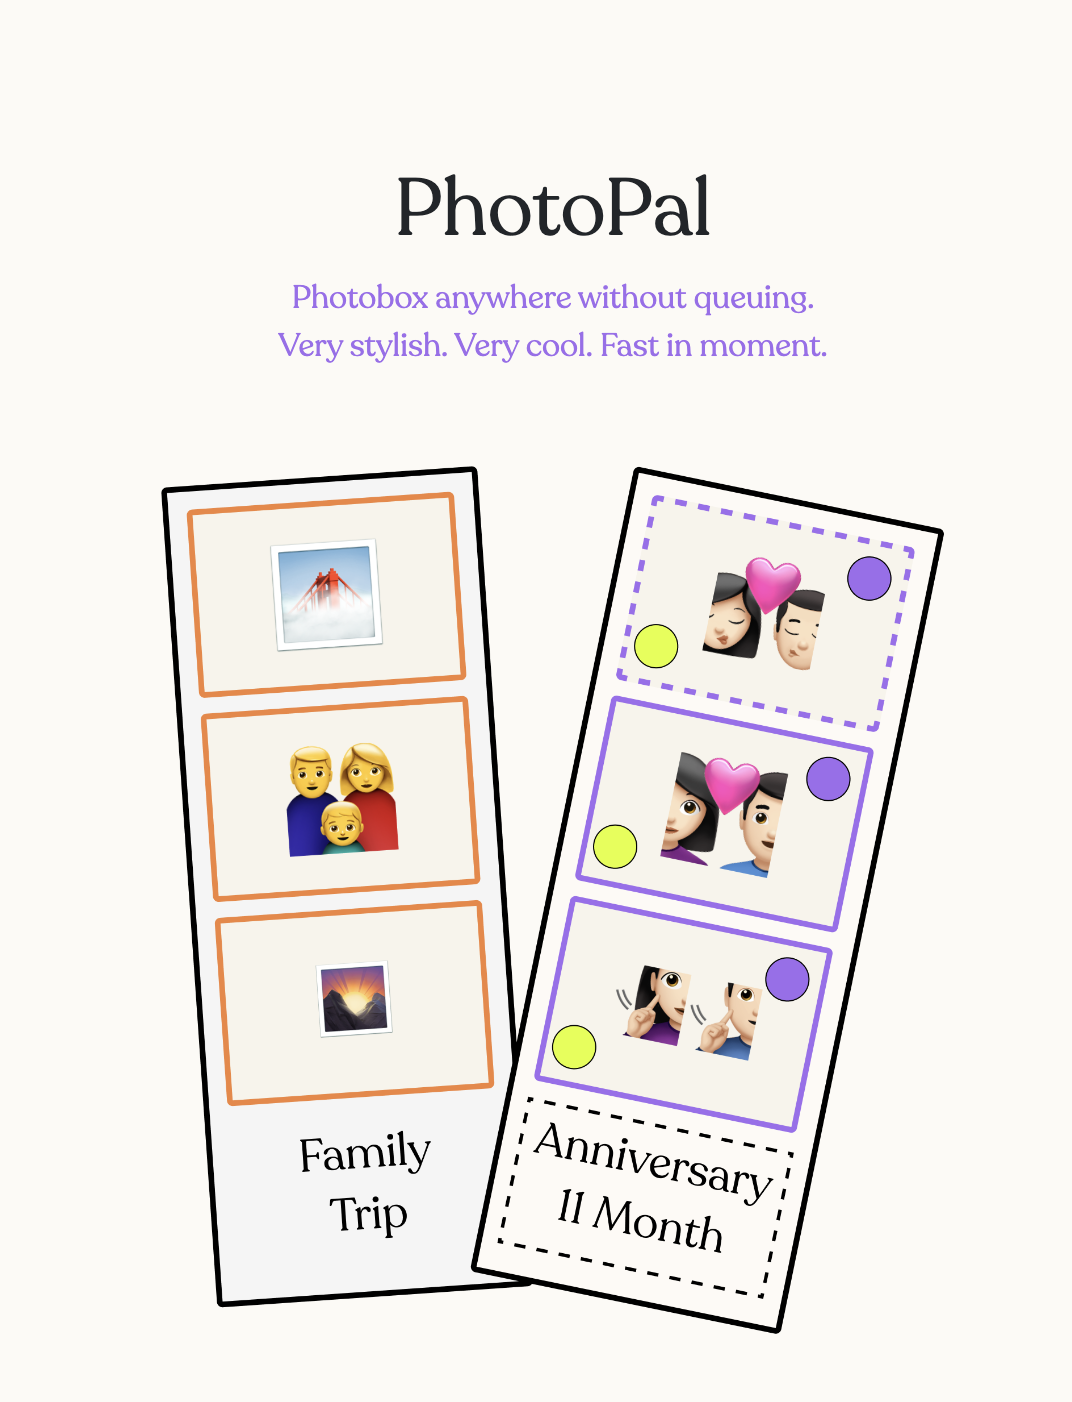 PhotoPal
Photobox anywhere without queuing.
Very stylish. Very cool. Fast in moment.
Family
Trip
Anniversary
11 Month